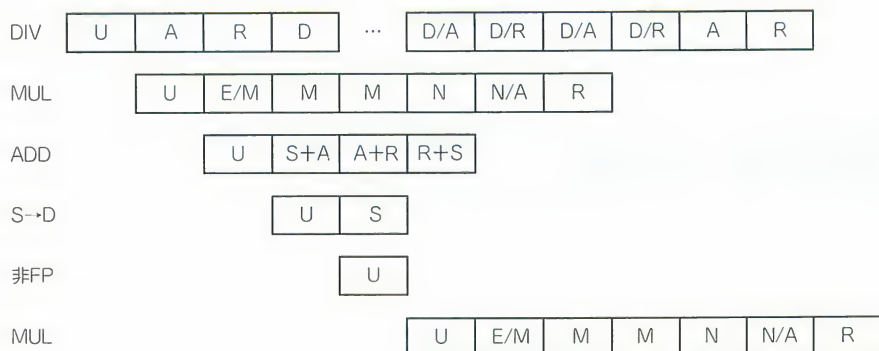 DIV U A R D … D/A D/R D/A D/R A R
MUL U E/M M M N N/A R
ADD U S+A A+R R+S
S→D U S
非FP U
MUL U E/M M M N N/A R